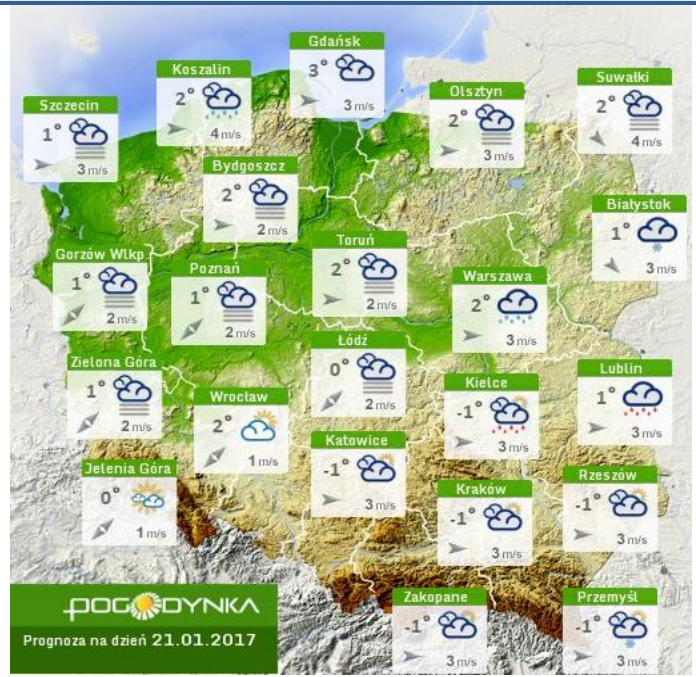 Gdańsk
3°
3 m/s
Koszalin
2°
4 m/s
Suwałki
2°
4 m/s
Olsztyn
2°
3 m/s
Szczecin
1°
3 m/s
Bydgoszcz
2°
2 m/s
Białystok
1°
3 m/s
Toruń
2°
2 m/s
Gorzów Wlkp
1°
2 m/s
Poznań
1°
2 m/s
Warszawa
2°
3 m/s
Łódź
0°
2 m/s
Zielona Góra
1°
2 m/s
Lublin
1°
3 m/s
Kielce
-1°
3 m/s
Wrocław
2°
1 m/s
Katowice
-1°
3 m/s
Jelenia Góra
0°
1 m/s
Rzeszów
-1°
3 m/s
Kraków
-1°
3 m/s
Zakopane
-1°
3 m/s
Przemyśl
-1°
3 m/s
POGODYNKA
Prognoza na dzień 21.01.2017